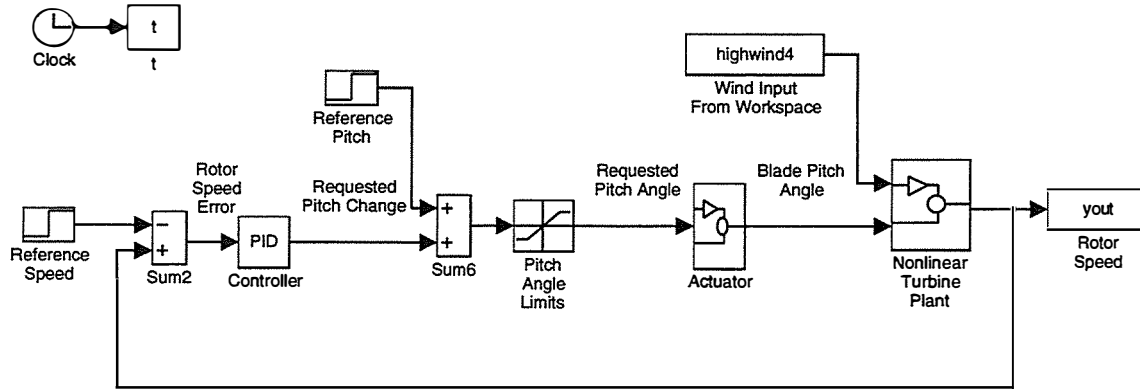 t
Clock
t
highwind4
Wind Input
From Workspace
Reference
Pitch
Rotor
Speed
Error
Requested
Pitch Change
Requested
Pitch Angle
Blade Pitch
Angle
+
+
−
+
PID
yout
Reference
Speed
Sum2
Controller
Sum6
Pitch
Angle
Limits
Actuator
Nonlinear
Turbine
Plant
Rotor
Speed